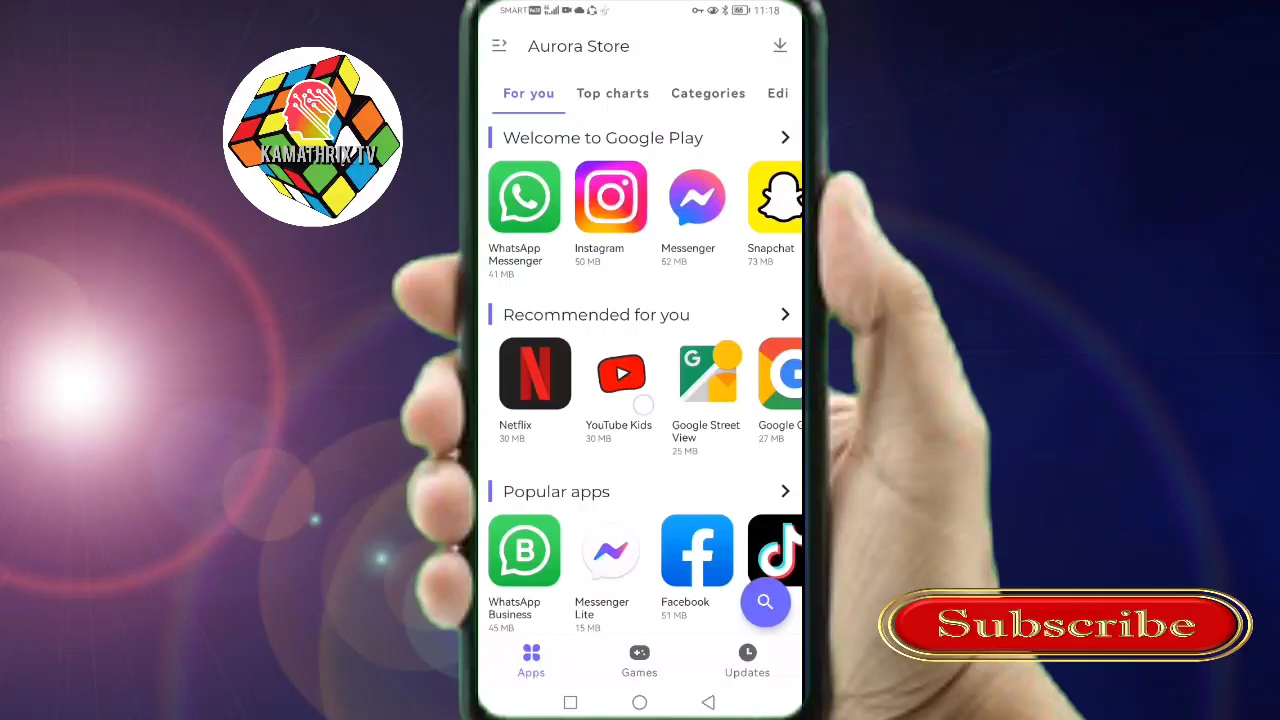 KAMATHRIX TV
SMART
11:18
Aurora Store
For you
Top charts
Categories
Edi
Welcome to Google Play
WhatsApp
Messenger
41 MB
Instagram
50 MB
Messenger
52 MB
Snapchat
73 MB
Recommended for you
Netflix
30 MB
YouTube Kids
30 MB
Google Street
View
25 MB
Google
27 MB
Popular apps
WhatsApp
Business
45 MB
Messenger
Lite
15 MB
Facebook
51 MB
Apps
Games
Updates
Subscribe